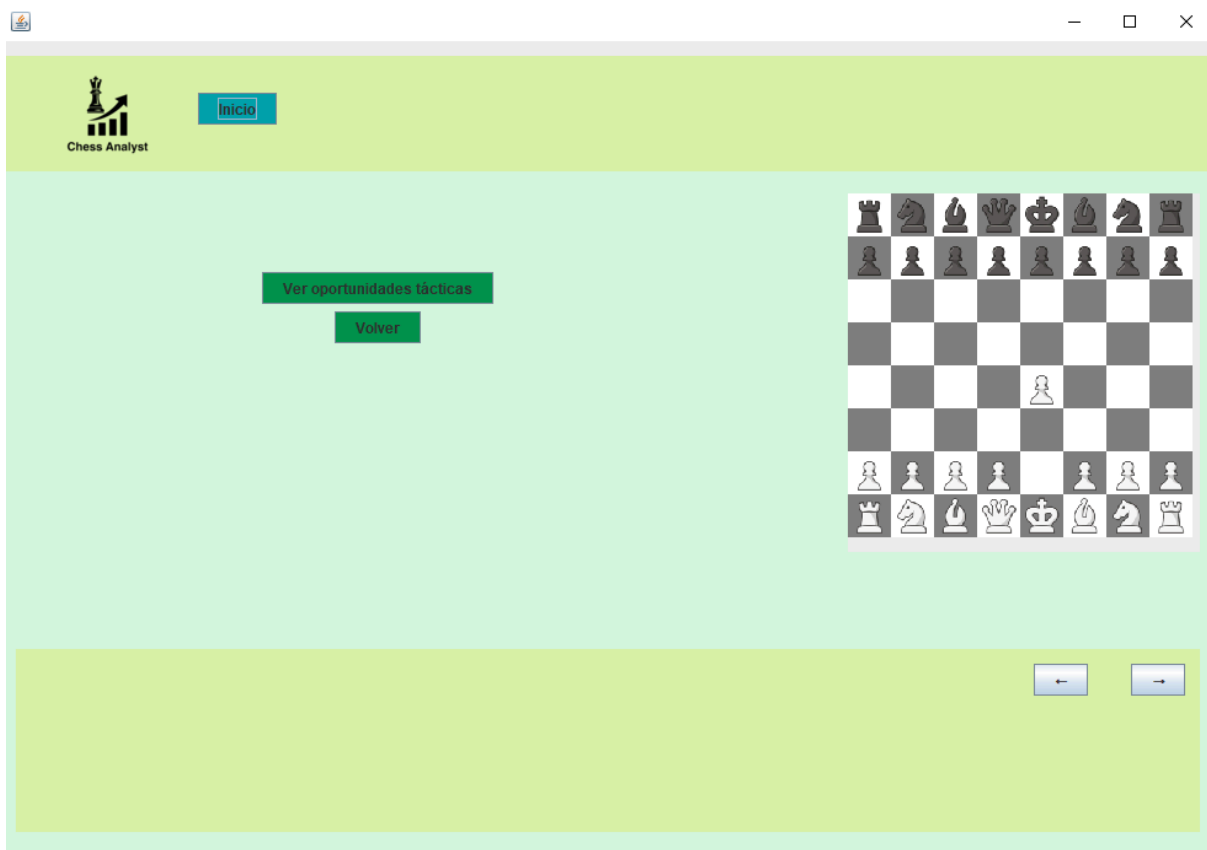 Inicio
Chess Analyst
Ver oportunidades tácticas
Volver
←
→